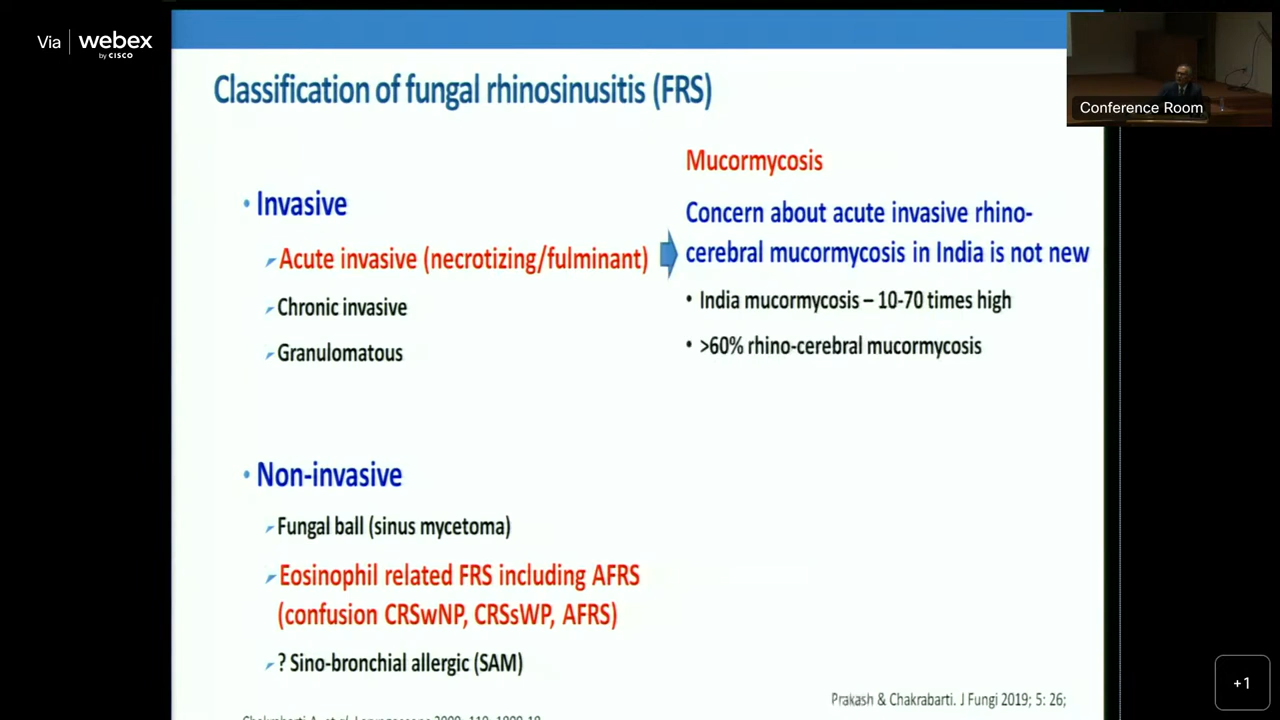 Via webex
by CISCO
Conference Room
Classification of fungal rhinosinusitis (FRS)
• Invasive
Acute invasive (necrotizing/fulminant)
Chronic invasive
Granulomatous
Mucormycosis
Concern about acute invasive rhino-
cerebral mucormycosis in India is not new
• India mucormycosis – 10-70 times high
• >60% rhino-cerebral mucormycosis
• Non-invasive
Fungal ball (sinus mycetoma)
Eosinophil related FRS including AFRS
(confusion CRSwNP, CRSsWP, AFRS)
? Sino-bronchial allergic (SAM)
Prakash & Chakrabarti. J Fungi 2019; 5: 26;
+1